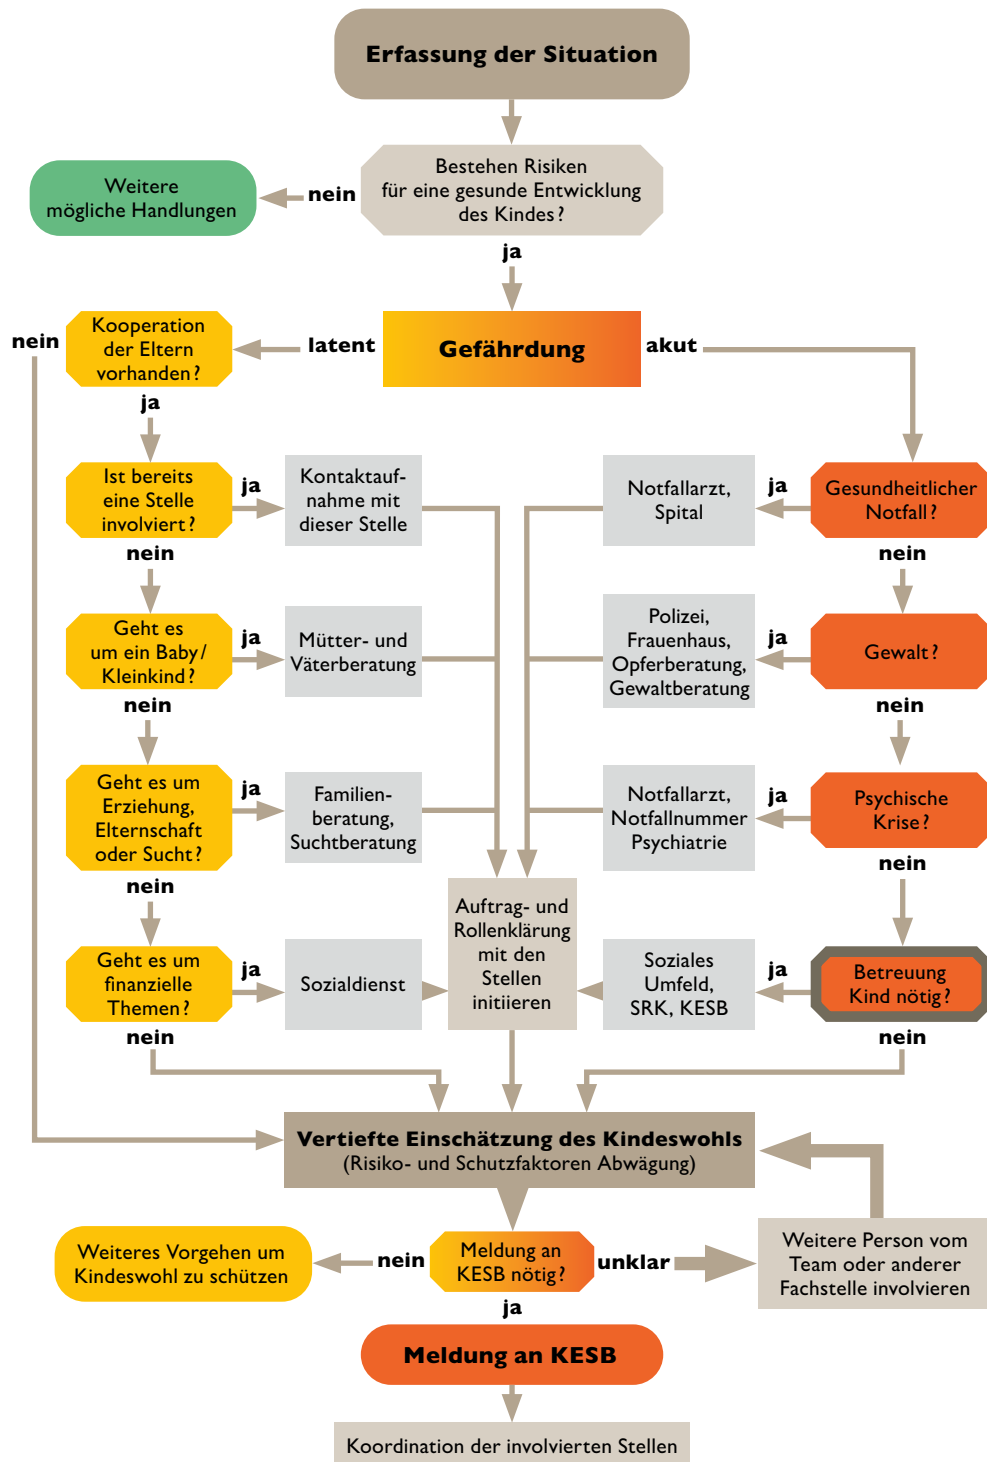 Erfassung der Situation
Bestehen Risiken
für eine gesunde Entwicklung
des Kindes?
nein
Weitere
mögliche Handlungen
ja
Gefährdung
latent
akut
Kooperation
der Eltern
vorhanden?
nein
ja
Ist bereits
eine Stelle
involviert?
ja
Kontaktauf-
nahme mit
dieser Stelle
nein
Geht es
um ein Baby/
Kleinkind?
ja
Mütter- und
Väterberatung
nein
Geht es um
Erziehung,
Elternschaft
oder Sucht?
ja
Familien-
beratung,
Suchtberatung
nein
Geht es um
finanzielle
Themen?
ja
Sozialdienst
nein
Gesundheitlicher
Notfall?
ja
Notfallarzt,
Spital
nein
Gewalt?
ja
Polizei,
Frauenhaus,
Opferberatung,
Gewaltberatung
nein
Psychische
Krise?
ja
Notfallarzt,
Notfallnummer
Psychiatrie
nein
Betreuung
Kind nötig?
ja
Soziales
Umfeld,
SRK, KESB
nein
Auftrag- und
Rollenklärung
mit den
Stellen
initiieren
Vertiefte Einschätzung des Kindeswohls
(Risiko- und Schutzfaktoren Abwägung)
Meldung an
KESB nötig?
nein
Weiteres Vorgehen um
Kindeswohl zu schützen
unklar
Weitere Person vom
Team oder anderer
Fachstelle involvieren
ja
Meldung an KESB
Koordination der involvierten Stellen